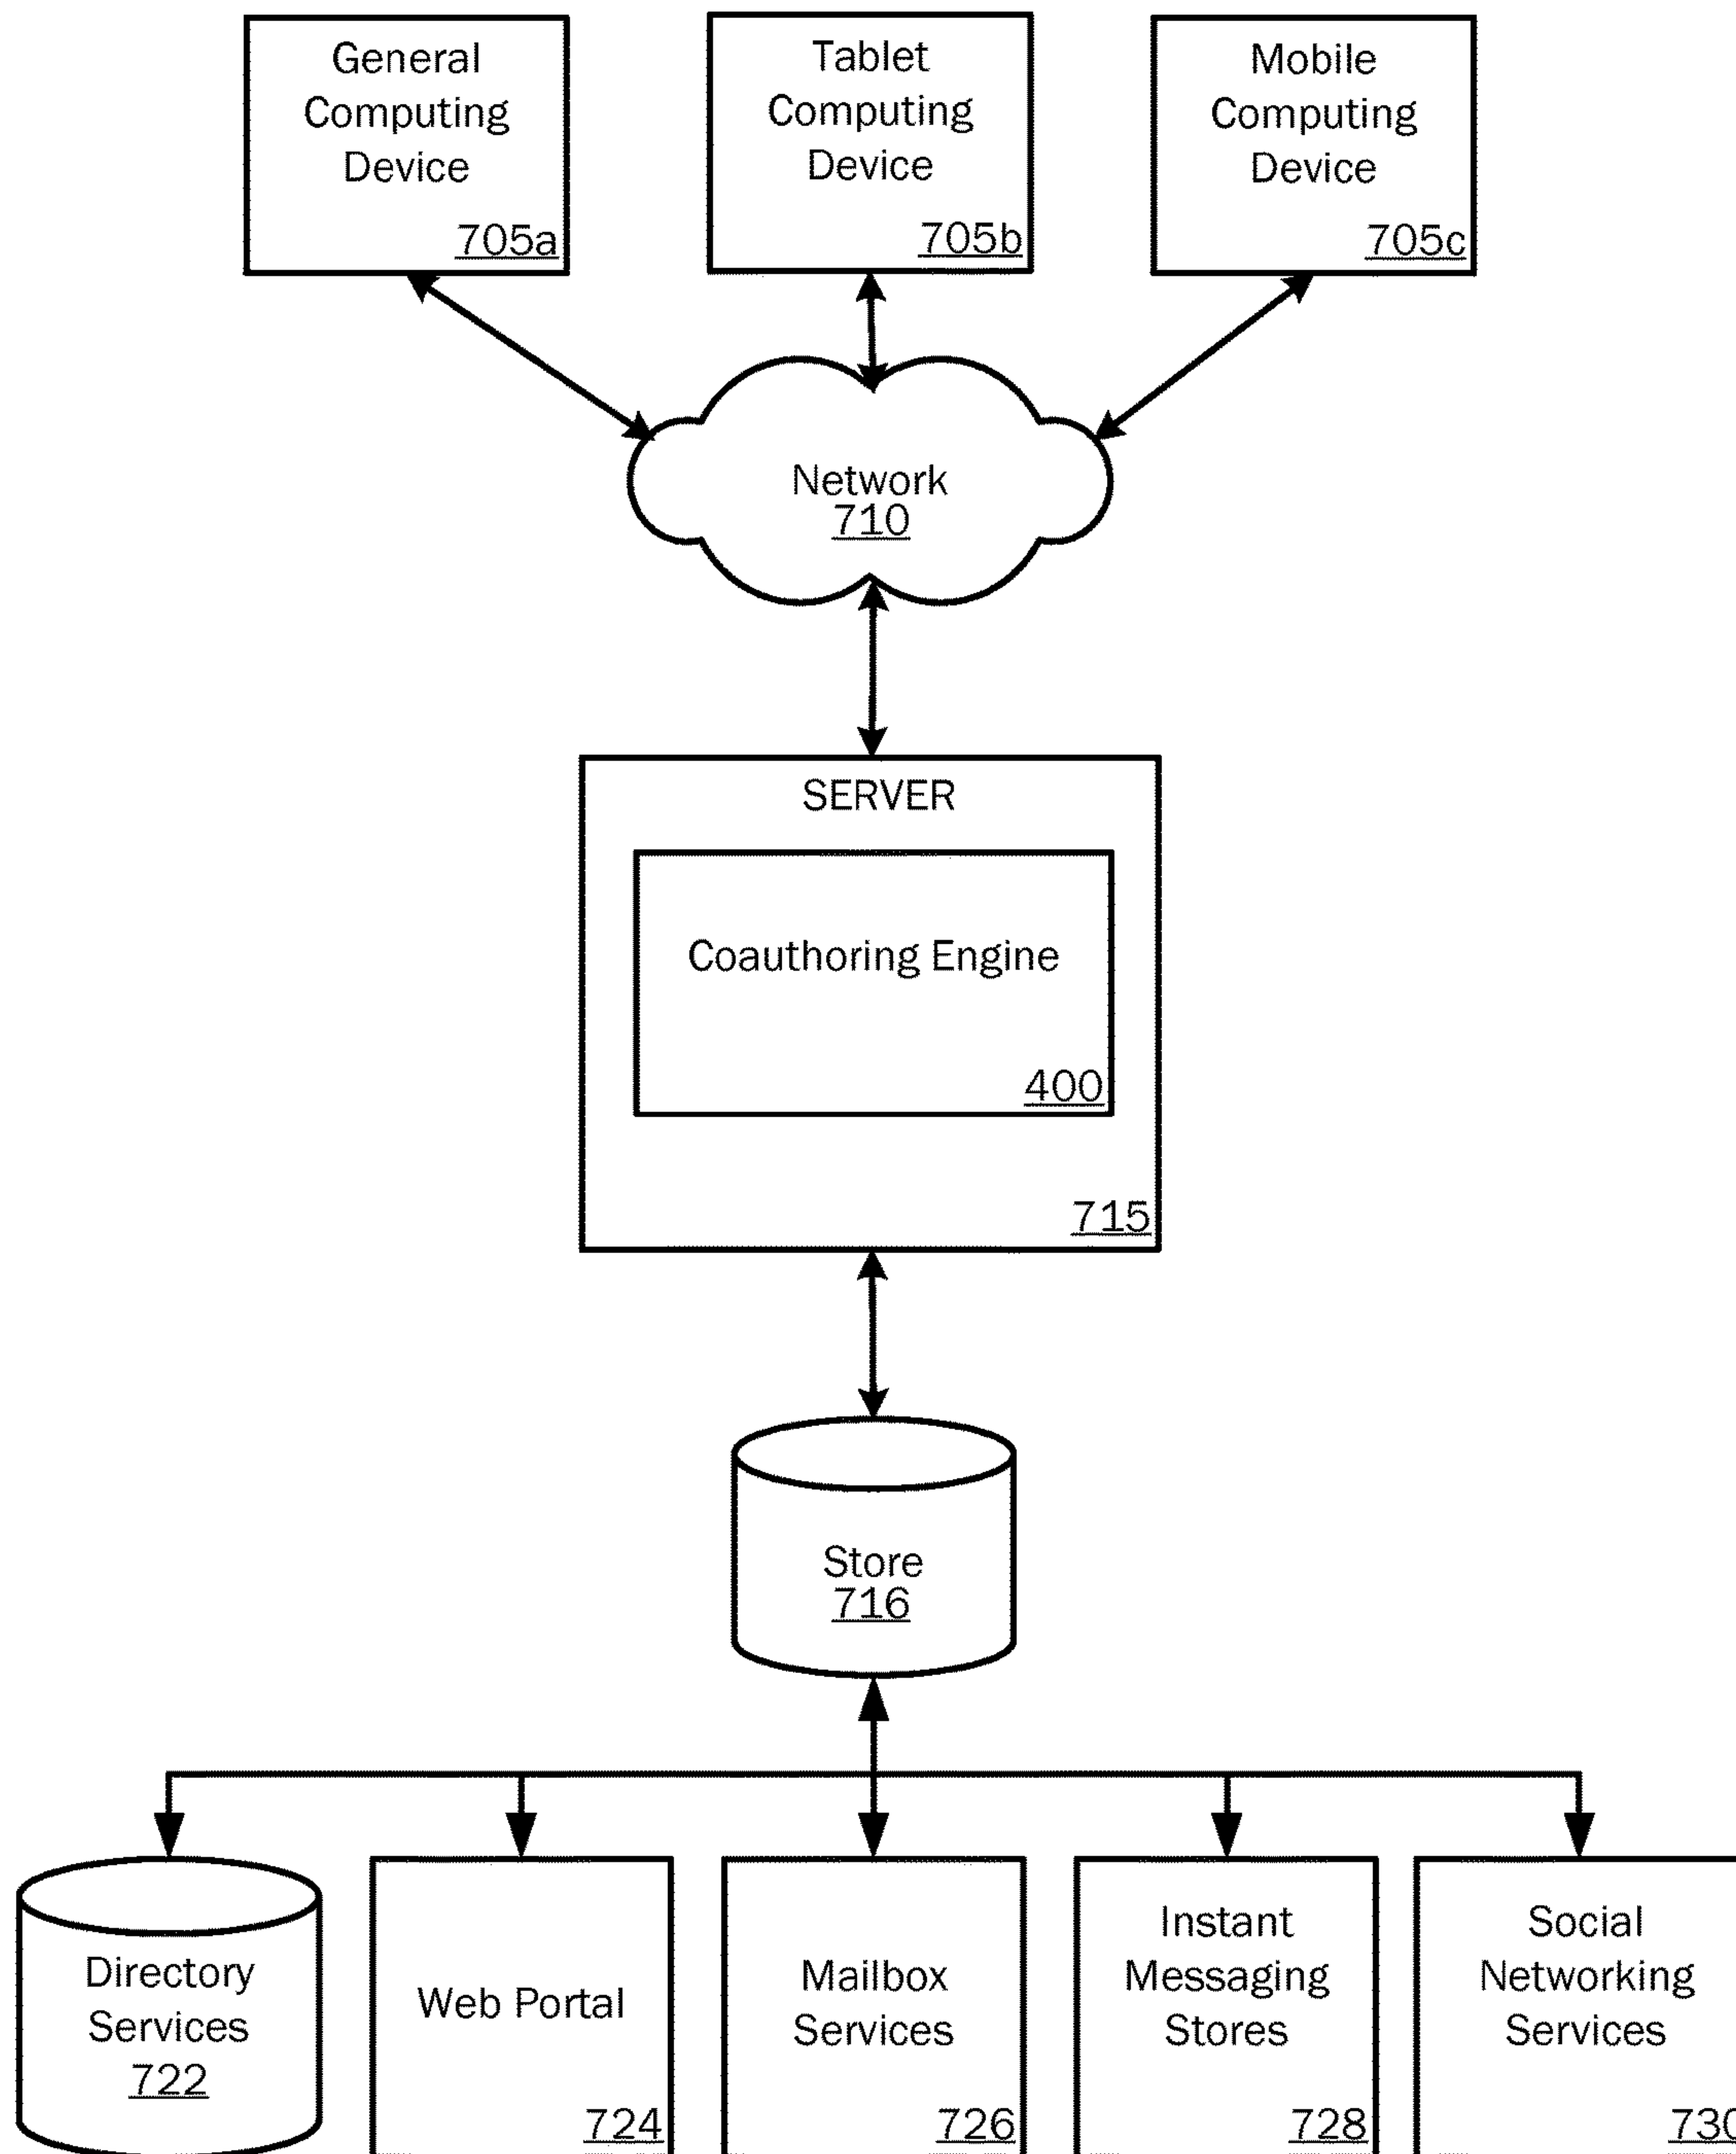 General
Computing
Device
705a
Tablet
Computing
Device
705b
Mobile
Computing
Device
705c
Network
710
SERVER
Coauthoring Engine
400
715
Store
716
Directory
Services
722
Web Portal
724
Mailbox
Services
726
Instant
Messaging
Stores
728
Social
Networking
Services
730